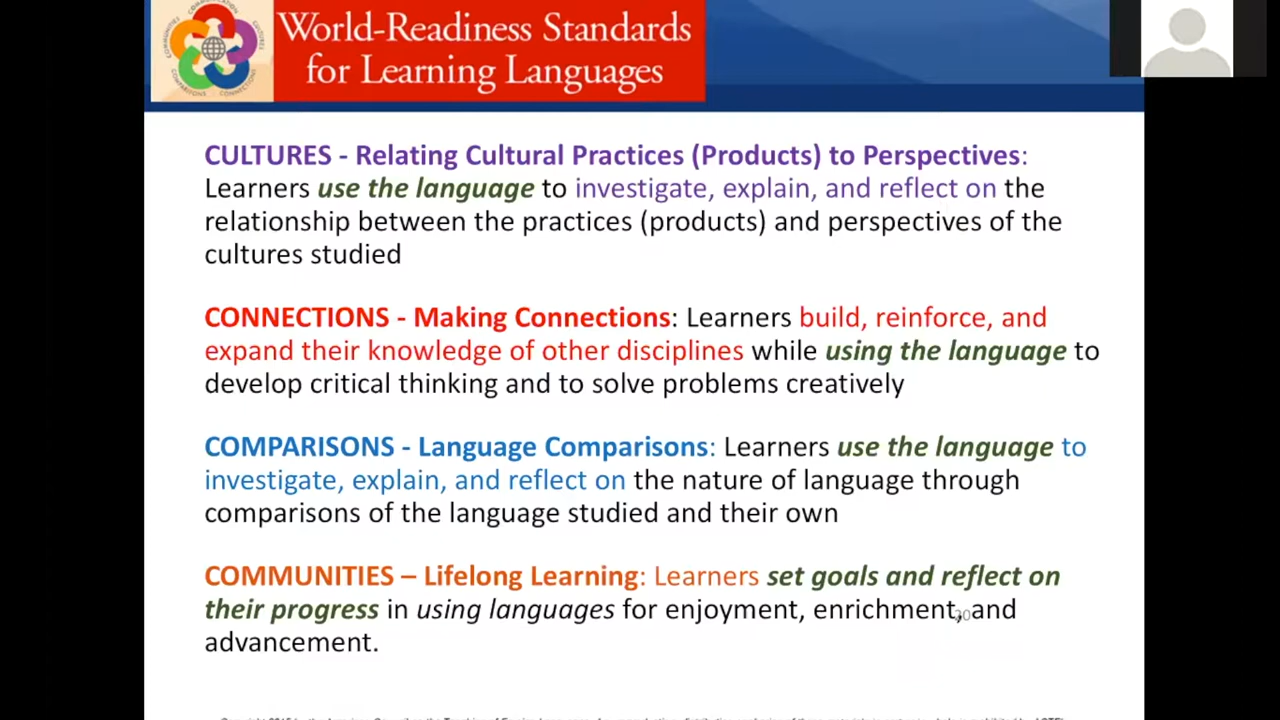 World-Readiness Standards
for Learning Languages
COMMUNITIES
CULTURES
COMPARISONS
CONNECTIONS
CULTURES - Relating Cultural Practices (Products) to Perspectives:
Learners use the language to investigate, explain, and reflect on the
relationship between the practices (products) and perspectives of the
cultures studied
CONNECTIONS - Making Connections: Learners build, reinforce, and
expand their knowledge of other disciplines while using the language to
develop critical thinking and to solve problems creatively
COMPARISONS - Language Comparisons: Learners use the language to
investigate, explain, and reflect on the nature of language through
comparisons of the language studied and their own
COMMUNITIES – Lifelong Learning: Learners set goals and reflect on
their progress in using languages for enjoyment, enrichment, and
advancement.